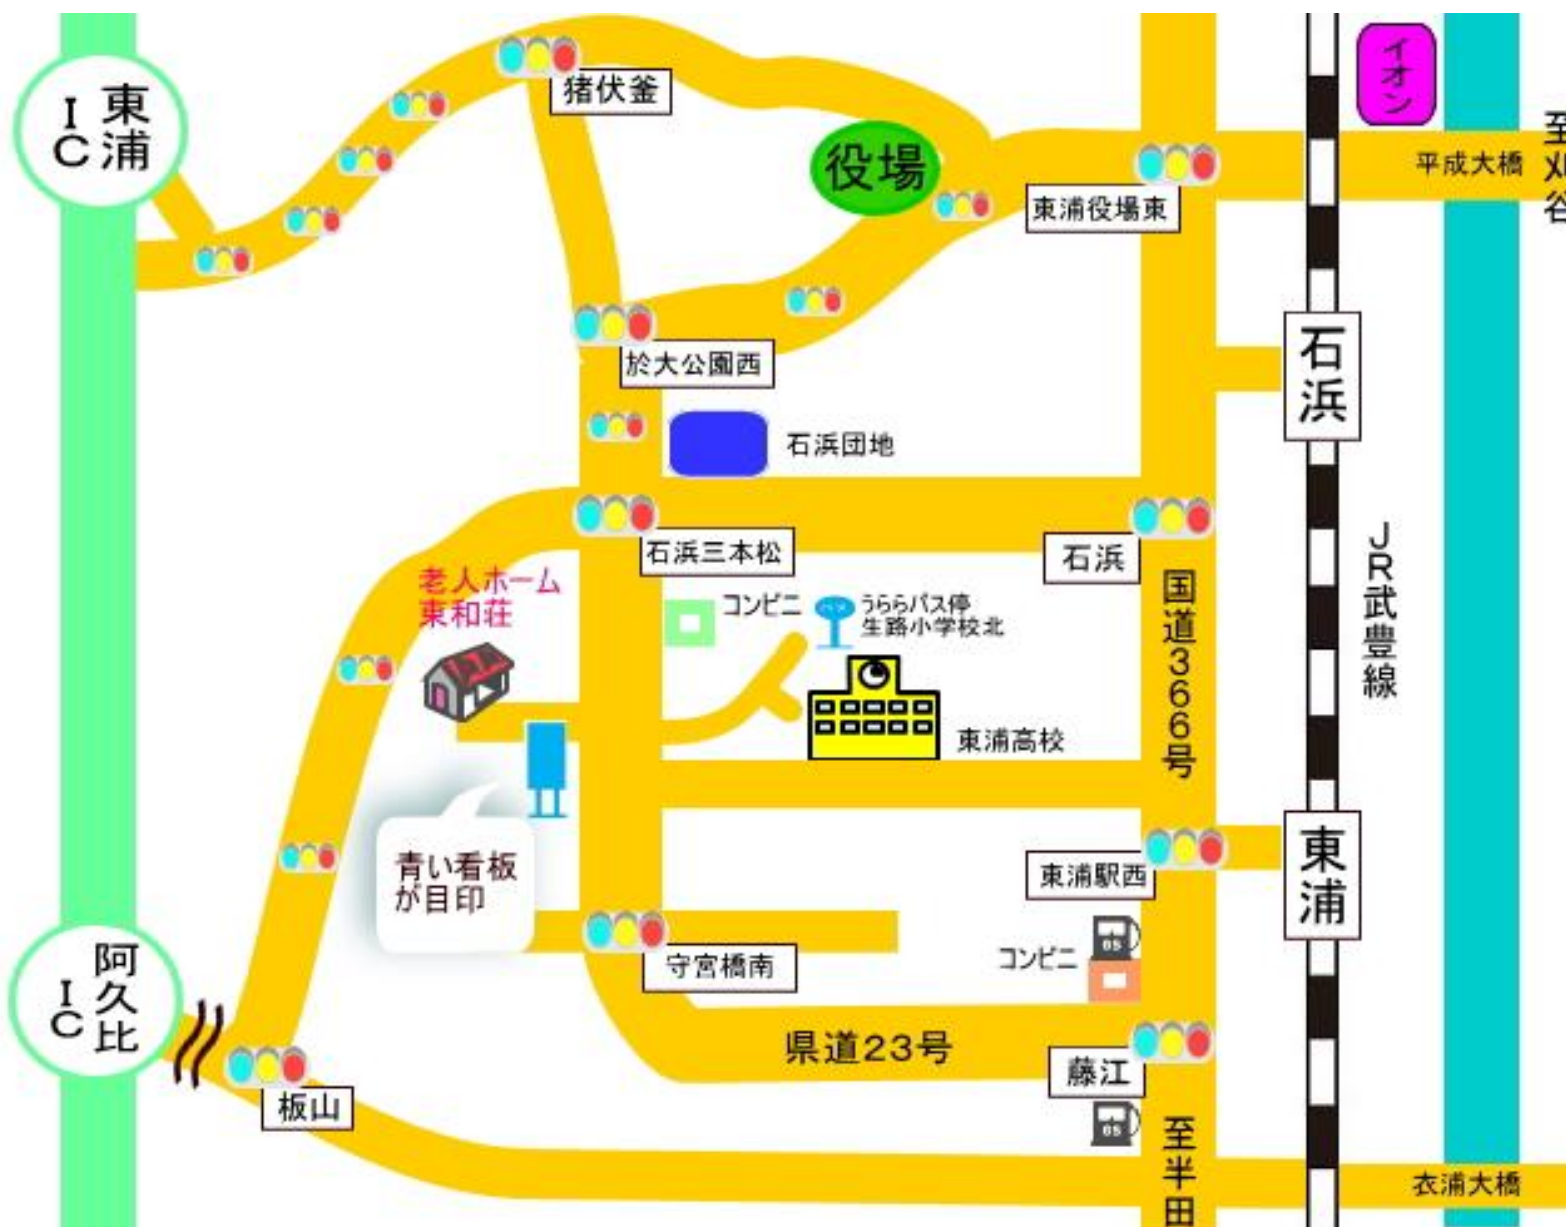 東浦
IC
猪伏釜
役場
イオン
至刈谷
平成大橋
東浦役場東
石浜
於大公園西
石浜団地
石浜三本松
石浜
JR武豊線
老人ホーム
東和荘
コンビニ
うららバス停
生路小学校北
国道366号
東浦高校
青い看板
が目印
東浦駅西
東浦
阿久比
IC
守宮橋南
コンビニ
GS
県道23号
藤江
板山
GS
至半田
衣浦大橋